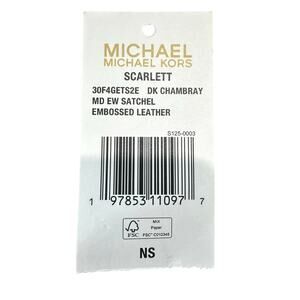 MICHAEL
MICHAEL KORS
SCARLETT
30F4GETS2E DK CHAMBRAY
MD EW SATCHEL
EMBOSSED LEATHER
S125-0003
1 97853 11097 7
FSC
MIX
Paper
FSC® C010345
NS